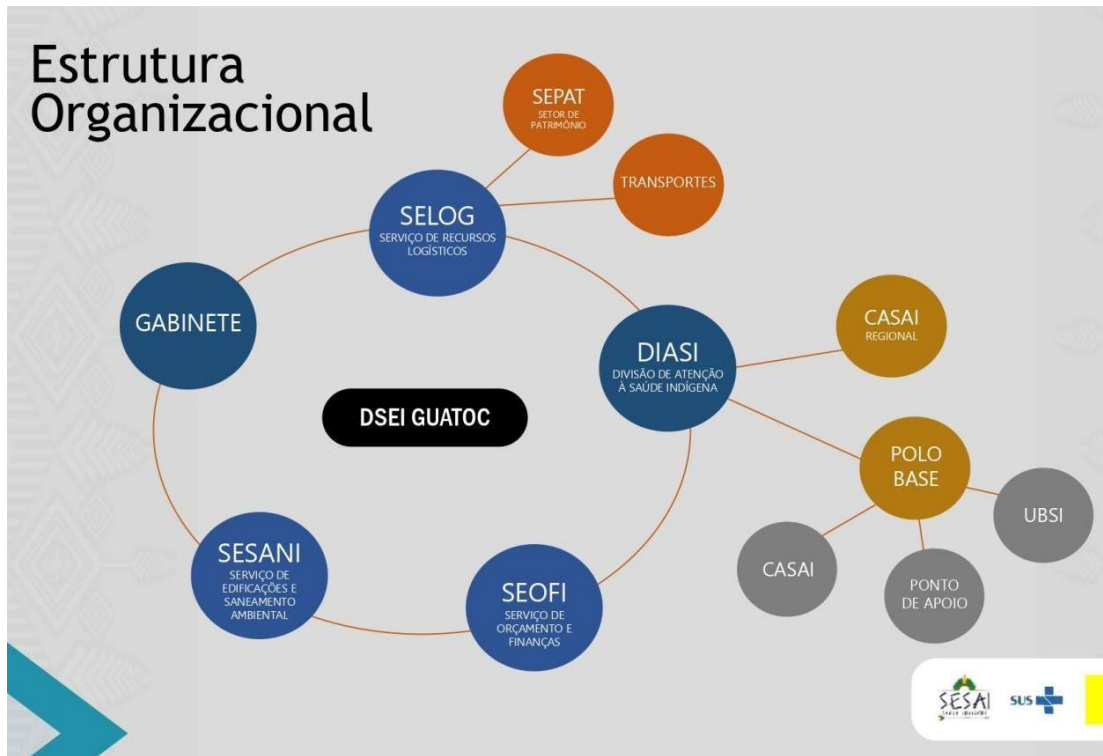 Estrutura
Organizacional
SEPAT
SETOR DE
PATRIMÔNIO
TRANSPORTES
SELOG
SERVIÇO DE RECURSOS
LOGÍSTICOS
GABINETE
DIASI
DIVISÃO DE ATENÇÃO
À SAÚDE INDÍGENA
CASAI
REGIONAL
DSEI GUATOC
POLO
BASE
UBSI
CASAI
PONTO
DE APOIO
SESANI
SERVIÇO DE
EDIFICAÇÕES E
SANEAMENTO
AMBIENTAL
SEOFI
SERVIÇO DE
ORÇAMENTO E
FINANÇAS
SESAI
SUS